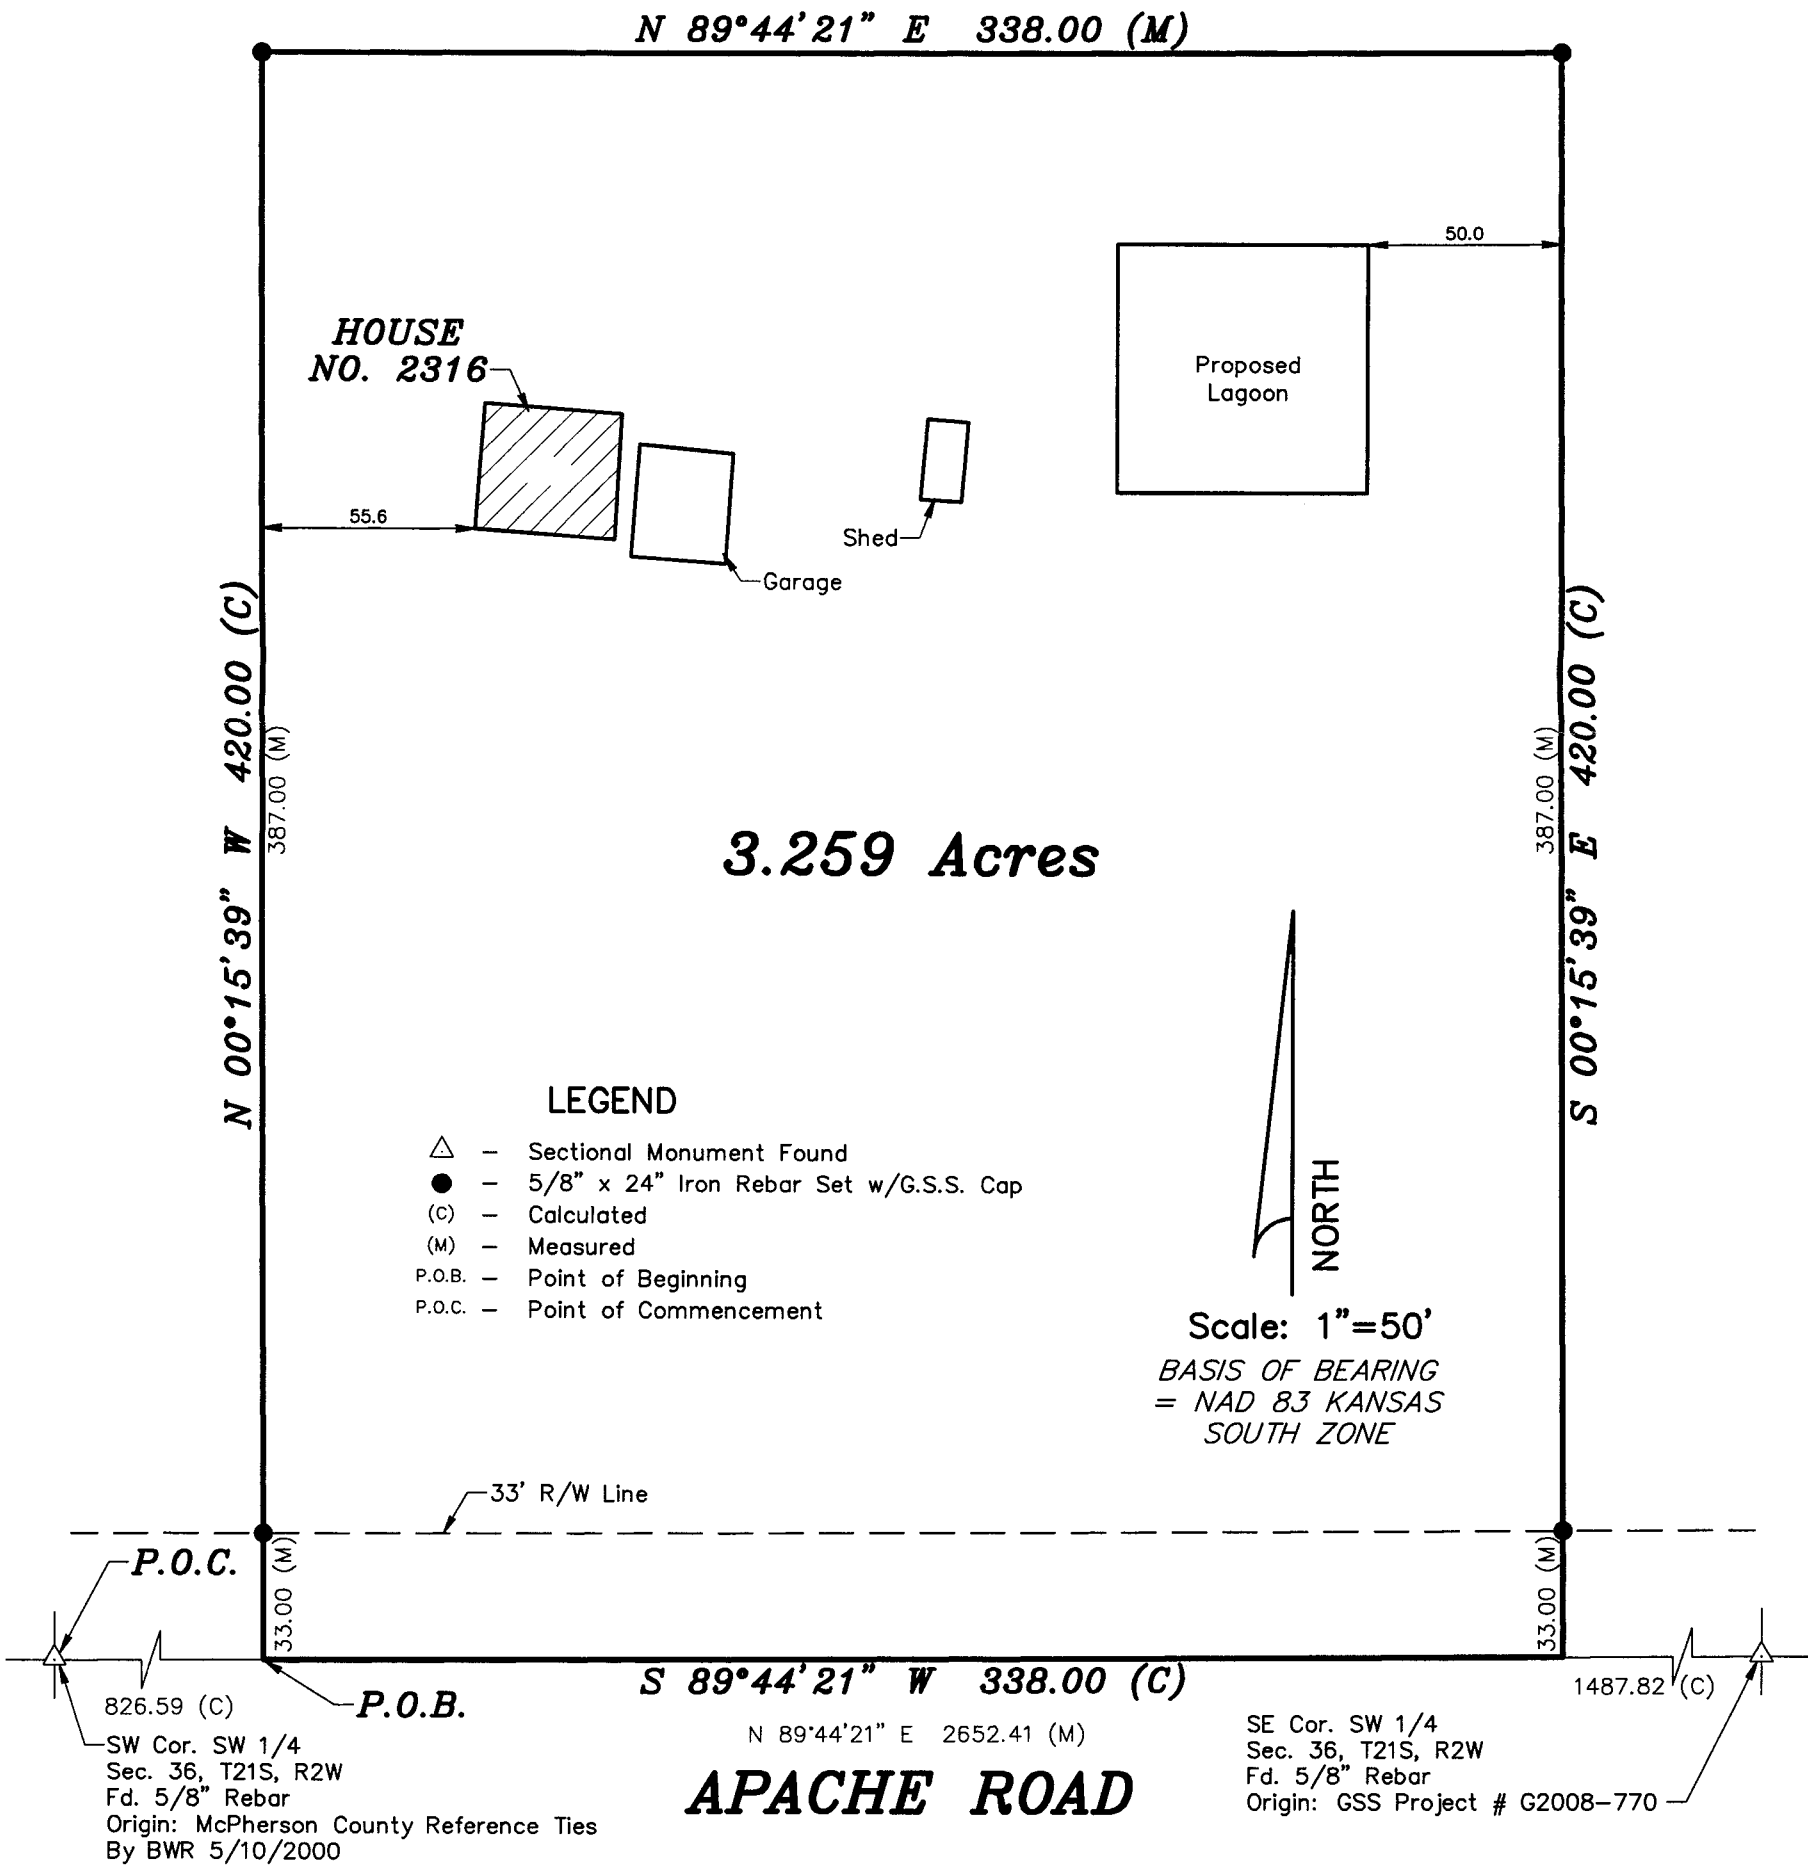 N 89°44'21" E 338.00 (M)
50.0
HOUSE
NO. 2316
Proposed
Lagoon
55.6
Shed
Garage
N 00°15'39" W 420.00 (C)
387.00 (M)
S 00°15'39" E 420.00 (C)
387.00 (M)
3.259 Acres
LEGEND
△ – Sectional Monument Found
● – 5/8" x 24" Iron Rebar Set w/G.S.S. Cap
(C) – Calculated
(M) – Measured
P.O.B. – Point of Beginning
P.O.C. – Point of Commencement
NORTH
Scale: 1"=50'
BASIS OF BEARING
= NAD 83 KANSAS
SOUTH ZONE
33' R/W Line
P.O.C.
33.00 (M)
33.00 (M)
S 89°44'21" W 338.00 (C)
826.59 (C)
P.O.B.
1487.82 (C)
N 89°44'21" E 2652.41 (M)
SW Cor. SW 1/4
Sec. 36, T21S, R2W
Fd. 5/8" Rebar
Origin: McPherson County Reference Ties
By BWR 5/10/2000
APACHE ROAD
SE Cor. SW 1/4
Sec. 36, T21S, R2W
Fd. 5/8" Rebar
Origin: GSS Project # G2008-770